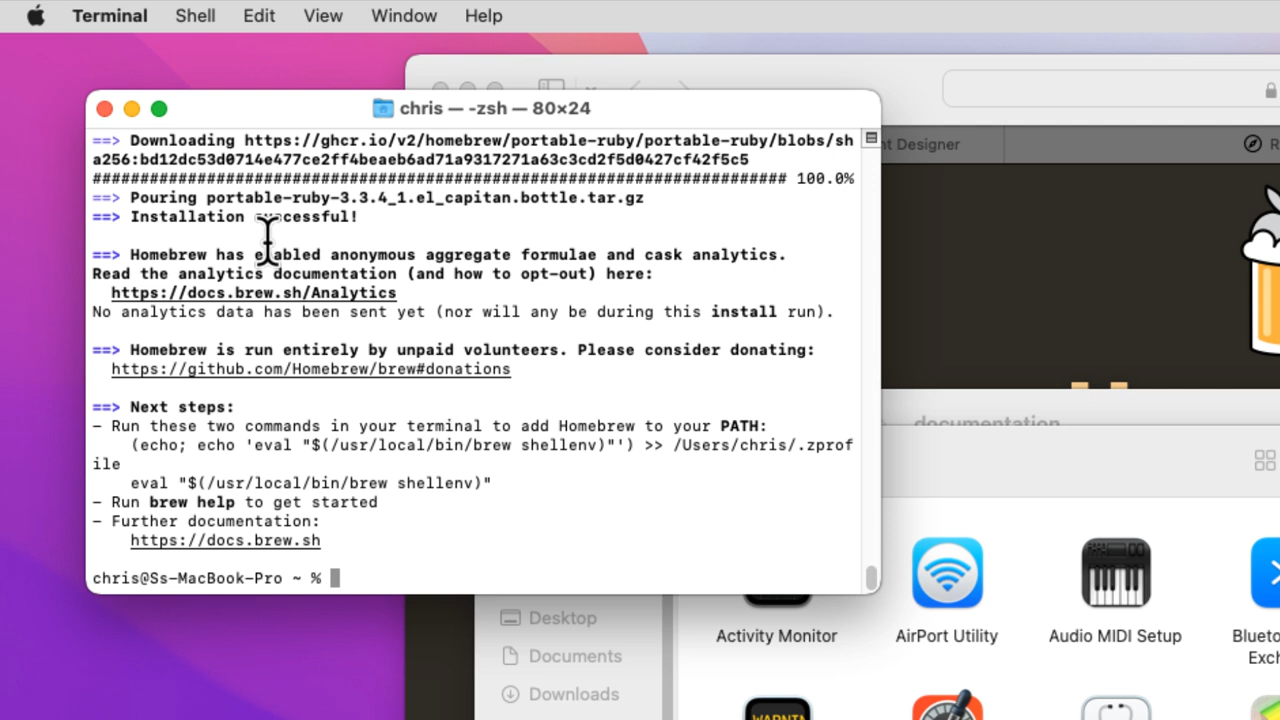 Terminal Shell Edit View Window Help
chris — -zsh — 80×24
==> Downloading https://ghcr.io/v2/homebrew/portable-ruby/portable-ruby/blobs/sh
a256:bd12dc53d0714e477ce2ff4beaeb6ad71a9317271a63c3cd2f5d0427cf42f5c5
######################################################################## 100.0%
==> Pouring portable-ruby-3.3.4_1.el_capitan.bottle.tar.gz
==> Installation successful!
==> Homebrew has enabled anonymous aggregate formulae and cask analytics.
Read the analytics documentation (and how to opt-out) here:
https://docs.brew.sh/Analytics
No analytics data has been sent yet (nor will any be during this install run).
==> Homebrew is run entirely by unpaid volunteers. Please consider donating:
https://github.com/Homebrew/brew#donations
==> Next steps:
- Run these two commands in your terminal to add Homebrew to your PATH:
(echo; echo 'eval "$(/usr/local/bin/brew shellenv)"') >> /Users/chris/.zprof
ile
eval "$(/usr/local/bin/brew shellenv)"
- Run brew help to get started
- Further documentation:
https://docs.brew.sh
chris@Ss-MacBook-Pro ~ %
nt Designer
documentation
Desktop
Documents
Downloads
Activity Monitor
AirPort Utility
Audio MIDI Setup